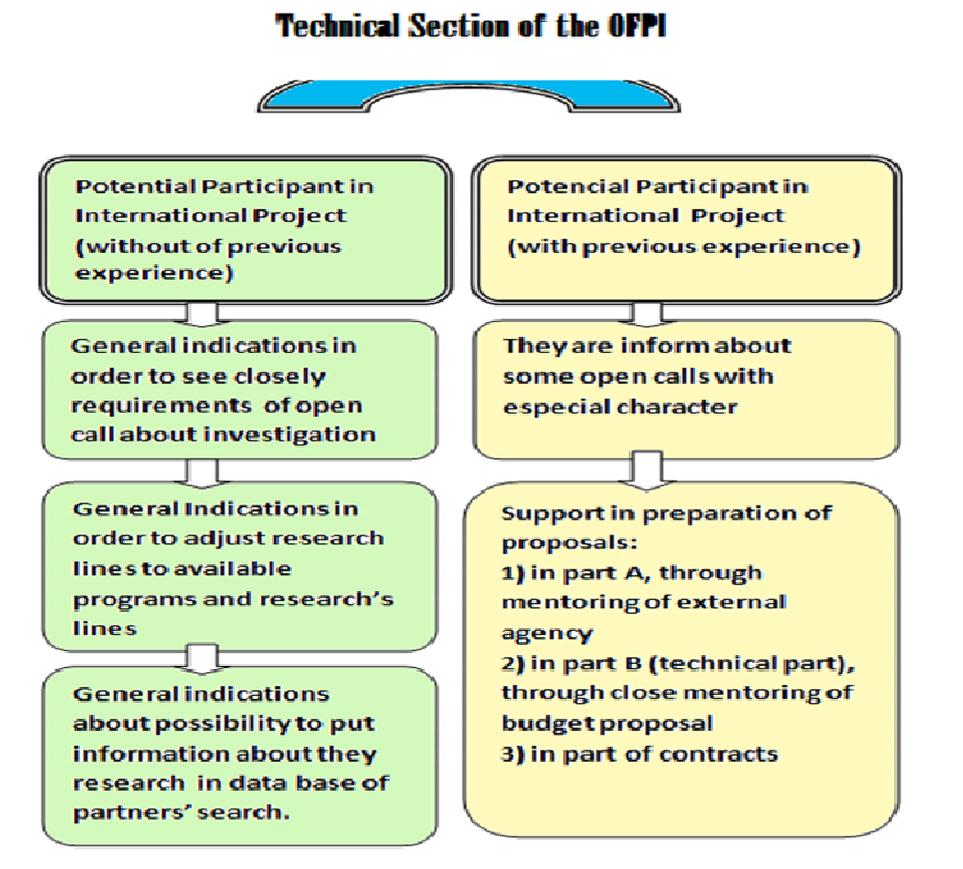 Technical Section of the OFPI
Potential Participant in
International Project
(without of previous
experience)
General indications in
order to see closely
requirements of open
call about investigation
General Indications in
order to adjust research
lines to available
programs and research's
lines
General indications
about possibility to put
information about they
research in data base of
partners' search.
Potencial Participant in
International Project
(with previous experience)
They are inform about
some open calls with
especial character
Support in preparation of
proposals:
1) in part A, through
mentoring of external
agency
2) in part B (technical part),
through close mentoring of
budget proposal
3) in part of contracts